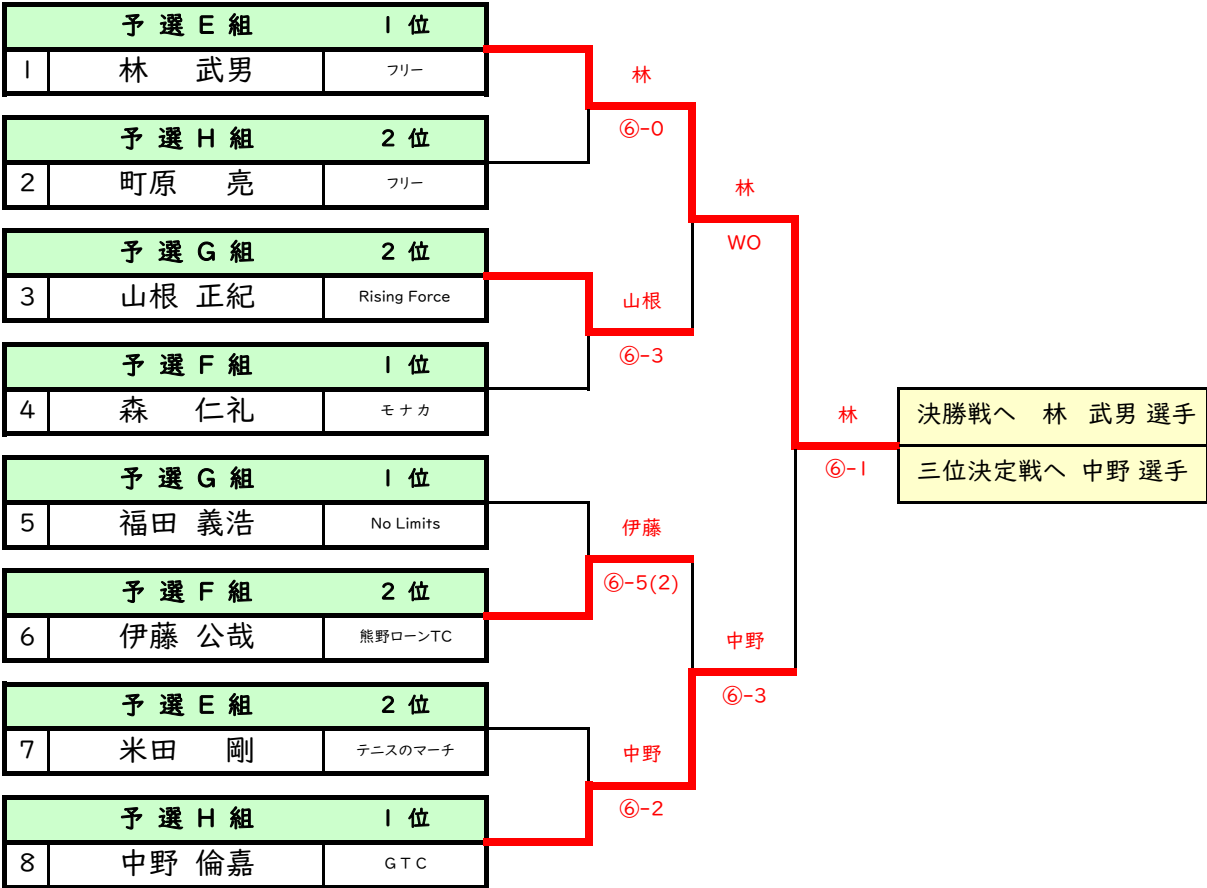 予選E組 1位
1 林 武男 フリー
林
⑥-0
予選H組 2位
2 町原 亮 フリー
林
WO
予選G組 2位
3 山根 正紀 Rising Force
山根
⑥-3
予選F組 1位
4 森 仁礼 モナカ
林
⑥-1
決勝戦へ 林 武男 選手
三位決定戦へ 中野 選手
予選G組 1位
5 福田 義浩 No Limits
伊藤
⑥-5(2)
予選F組 2位
6 伊藤 公哉 熊野ローンTC
中野
⑥-3
予選E組 2位
7 米田 剛 テニスのマーチ
中野
⑥-2
予選H組 1位
8 中野 倫嘉 GTC